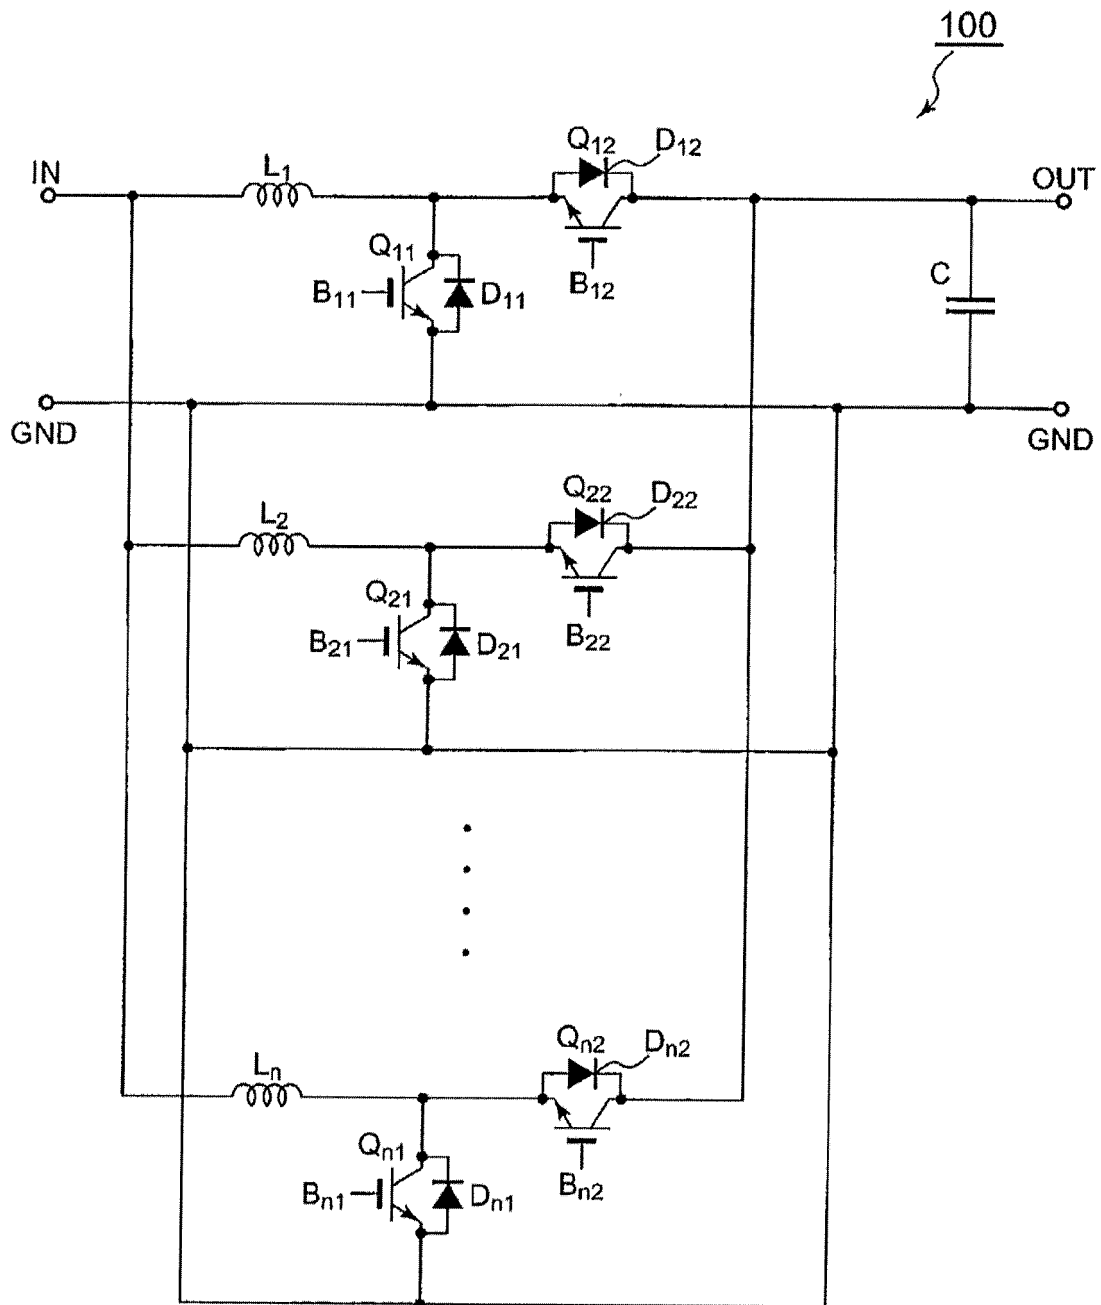 100
Q12 D12
IN L1 OUT
Q11
B11 D11 B12 C
GND GND
L2 Q22 D22
Q21
B21 D21 B22
Ln Qn2 Dn2
Qn1
Bn1 Dn1 Bn2